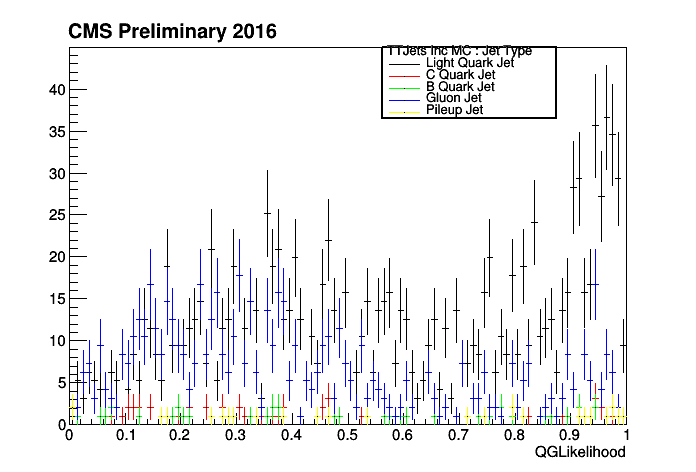 CMS Preliminary 2016
TTJets Inc MC : Jet Type
Light Quark Jet
C Quark Jet
B Quark Jet
Gluon Jet
Pileup Jet
40
35
30
25
20
15
10
5
0
0 0.1 0.2 0.3 0.4 0.5 0.6 0.7 0.8 0.9 1
QGLikelihood